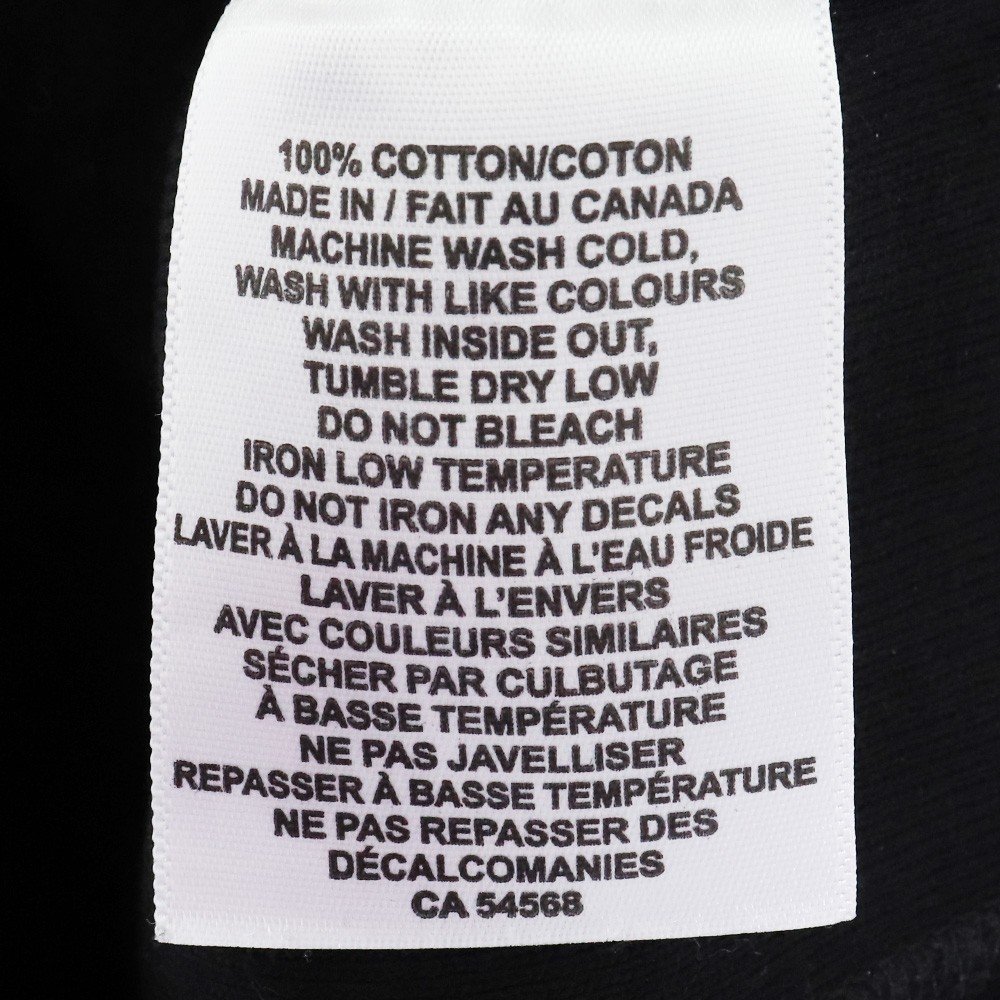 100% COTTON/COTON
MADE IN / FAIT AU CANADA
MACHINE WASH COLD,
WASH WITH LIKE COLOURS
WASH INSIDE OUT,
TUMBLE DRY LOW
DO NOT BLEACH
IRON LOW TEMPERATURE
DO NOT IRON ANY DECALS
LAVER À LA MACHINE À L'EAU FROIDE
LAVER À L'ENVERS
AVEC COULEURS SIMILAIRES
SÉCHER PAR CULBUTAGE
À BASSE TEMPÉRATURE
NE PAS JAVELLISER
REPASSER À BASSE TEMPÉRATURE
NE PAS REPASSER DES
DÉCALCOMANIES
CA 54568